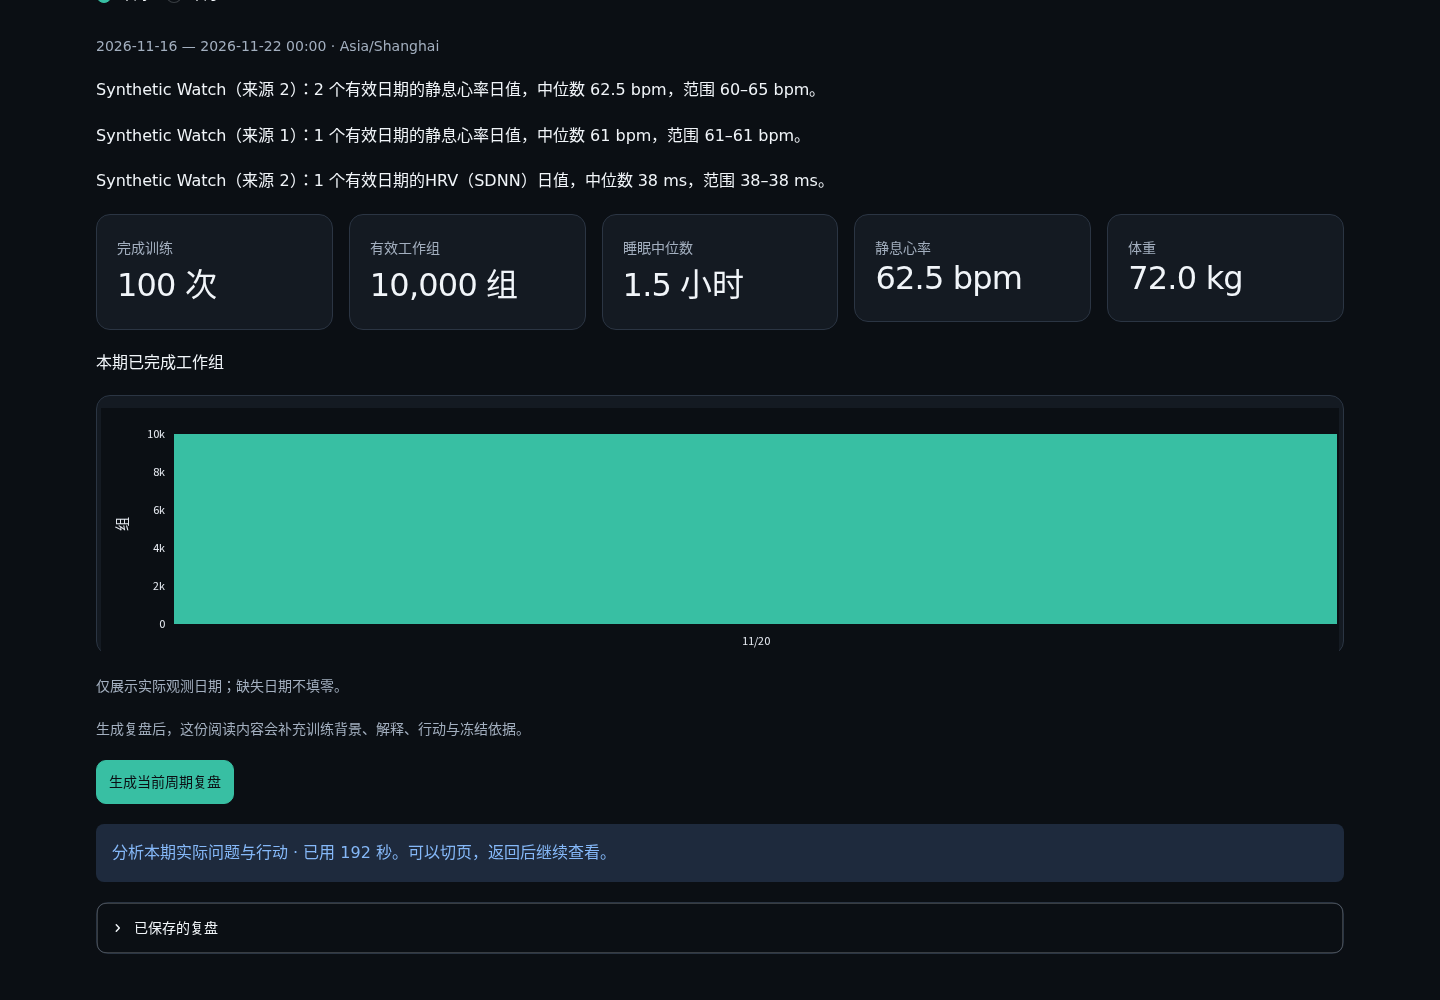 2026-11-16 — 2026-11-22 00:00 · Asia/Shanghai
Synthetic Watch（来源 2）：2 个有效日期的静息心率日值，中位数 62.5 bpm，范围 60–65 bpm。
Synthetic Watch（来源 1）：1 个有效日期的静息心率日值，中位数 61 bpm，范围 61–61 bpm。
Synthetic Watch（来源 2）：1 个有效日期的HRV（SDNN）日值，中位数 38 ms，范围 38–38 ms。
完成训练
100 次
有效工作组
10,000 组
睡眠中位数
1.5 小时
静息心率
62.5 bpm
体重
72.0 kg
本期已完成工作组
10k
8k
6k
4k
2k
0
组
11/20
仅展示实际观测日期；缺失日期不填零。
生成复盘后，这份阅读内容会补充训练背景、解释、行动与冻结依据。
生成当前周期复盘
分析本期实际问题与行动 · 已用 192 秒。可以切页，返回后继续查看。
已保存的复盘